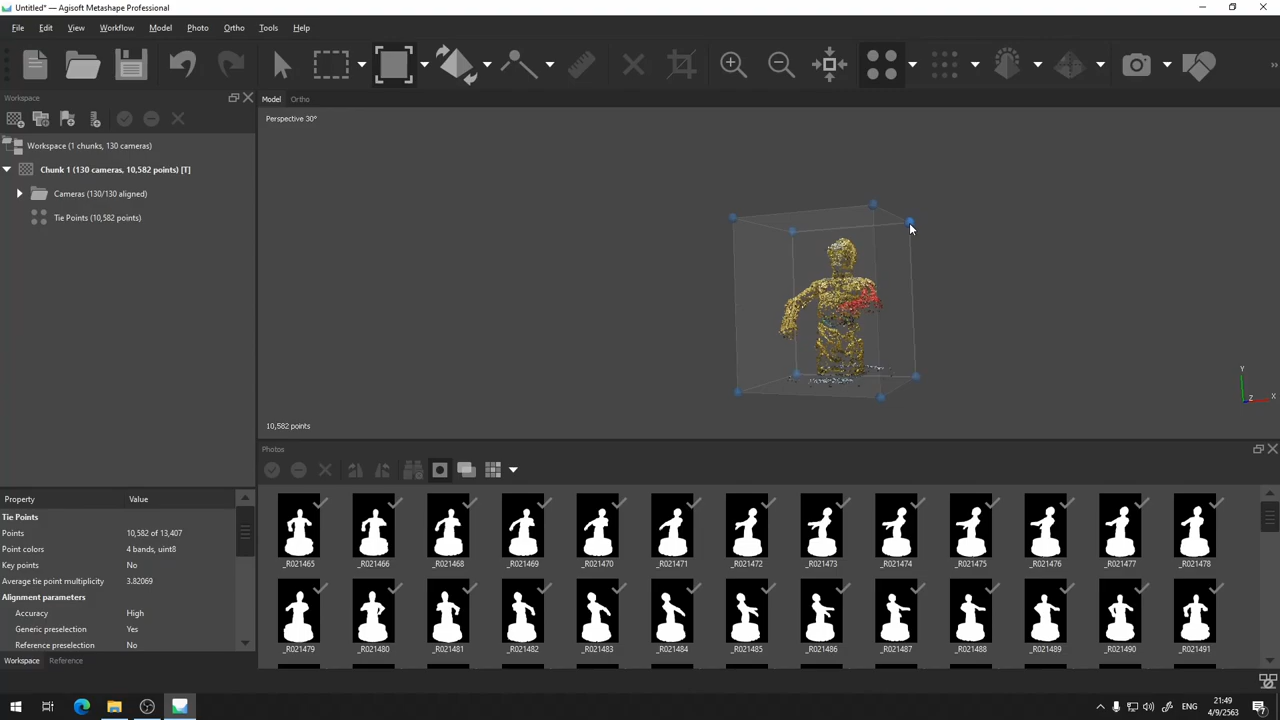 Untitled* — Agisoft Metashape Professional
File Edit View Workflow Model Photo Ortho Tools Help
Workspace
Model Ortho
Perspective 30°
Workspace (1 chunks, 130 cameras)
Chunk 1 (130 cameras, 10,582 points) [T]
Cameras (130/130 aligned)
Tie Points (10,582 points)
Y
Z X
10,582 points
Photos
Property Value
Tie Points
Points 10,582 of 13,407
Point colors 4 bands, uint8
Key points No
Average tie point multiplicity 3.82069
Alignment parameters
Accuracy High
Generic preselection Yes
Reference preselection No
Workspace Reference
_R021465 _R021466 _R021468 _R021469 _R021470 _R021471 _R021472 _R021473 _R021474 _R021475 _R021476 _R021477 _R021478
_R021479 _R021480 _R021481 _R021482 _R021483 _R021484 _R021485 _R021486 _R021487 _R021488 _R021489 _R021490 _R021491
ENG
21:49
4/9/2563